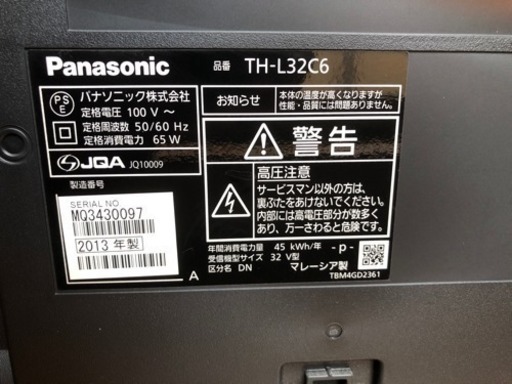 Panasonic 品番 TH-L32C6
PSE
パナソニック株式会社
定格電圧 100 V ～
定格周波数 50/60 Hz
定格消費電力 65 W
JQA JQ10009
製造番号
SERIAL NO
MQ3430097
2013 年製
A
お知らせ
本体の温度が高くなりますが
性能・品質には問題ありません。
警告
高圧注意
サービスマン以外の方は、
裏ぶたをあけないでください。
内部には高電圧部分が数多く
あり、万一さわると危険です。
年間消費電力量 45 kWh/年 -p-
受信機型サイズ 32 V型
区分名 DN マレーシア製
TBM4GD2361